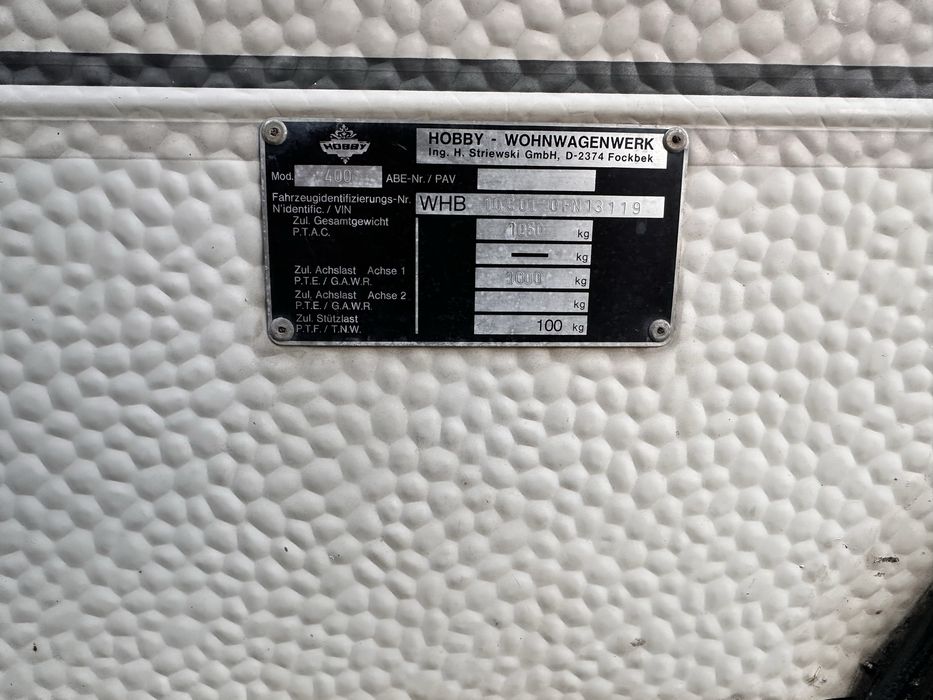 HOBBY
HOBBY - WOHNWAGENWERK
Ing. H. Striewski GmbH, D-2374 Fockbek
Mod. 400 ABE-Nr. / PAV
Fahrzeugidentifizierungs-Nr.
N'identific. / VIN
WHB
Zul. Gesamtgewicht
P.T.A.C.
kg
— kg
Zul. Achslast Achse 1
P.T.E. / G.A.W.R.
kg
Zul. Achslast Achse 2
P.T.E. / G.A.W.R.
kg
Zul. Stützlast
P.T.F. / T.N.W.
100 kg